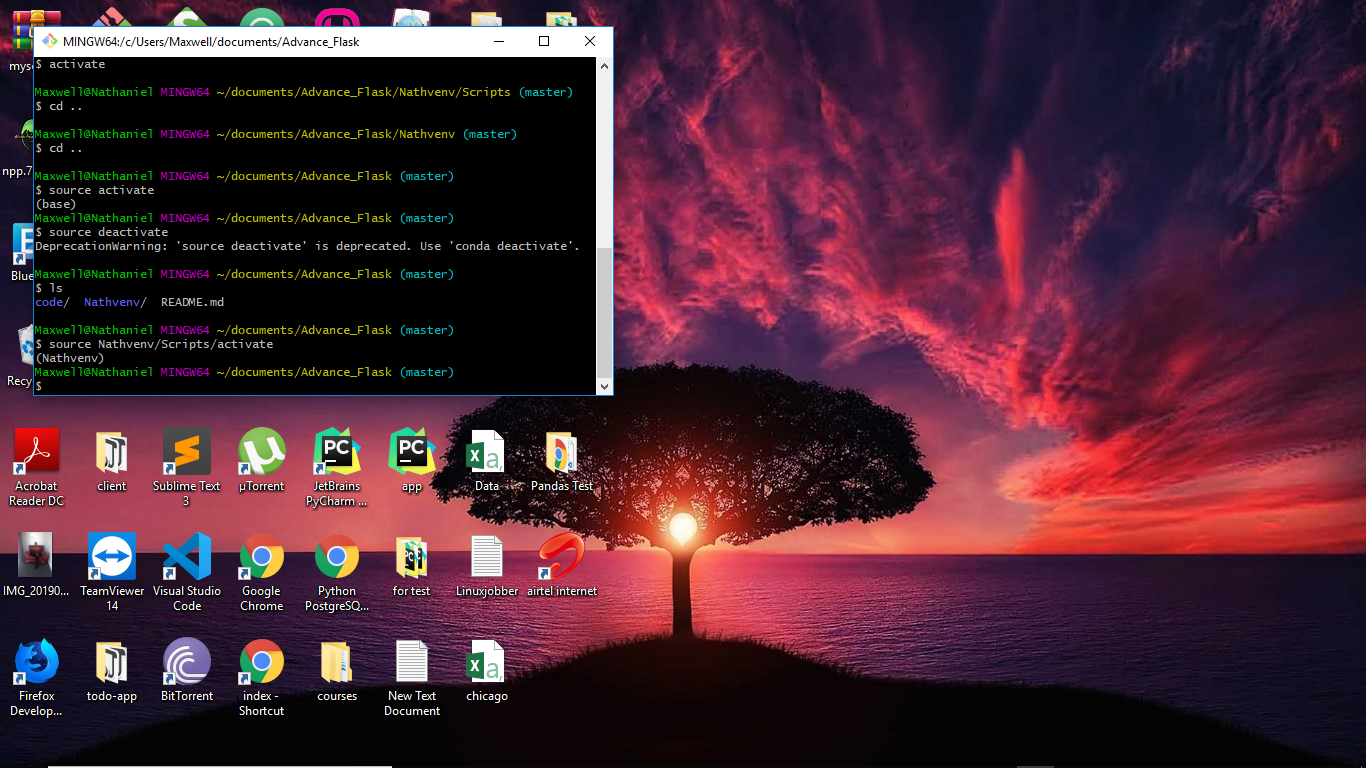 MINGW64:/c/Users/Maxwell/documents/Advance_Flask
$ activate
Maxwell@Nathaniel MINGW64 ~/documents/Advance_Flask/Nathvenv/Scripts (master)
$ cd ..
Maxwell@Nathaniel MINGW64 ~/documents/Advance_Flask/Nathvenv (master)
$ cd ..
Maxwell@Nathaniel MINGW64 ~/documents/Advance_Flask (master)
$ source activate
(base)
Maxwell@Nathaniel MINGW64 ~/documents/Advance_Flask (master)
$ source deactivate
DeprecationWarning: 'source deactivate' is deprecated. Use 'conda deactivate'.
Maxwell@Nathaniel MINGW64 ~/documents/Advance_Flask (master)
$ ls
code/ Nathvenv/ README.md
Maxwell@Nathaniel MINGW64 ~/documents/Advance_Flask (master)
$ source Nathvenv/Scripts/activate
(Nathvenv)
Maxwell@Nathaniel MINGW64 ~/documents/Advance_Flask (master)
$
Acrobat
Reader DC
client
Sublime Text
3
µTorrent
JetBrains
PyCharm ...
app
Data
Pandas Test
IMG_20190...
TeamViewer
14
Visual Studio
Code
Google
Chrome
Python
PostgreSQ...
for test
Linuxjobber
airtel internet
Firefox
Develop...
todo-app
BitTorrent
index -
Shortcut
courses
New Text
Document
chicago